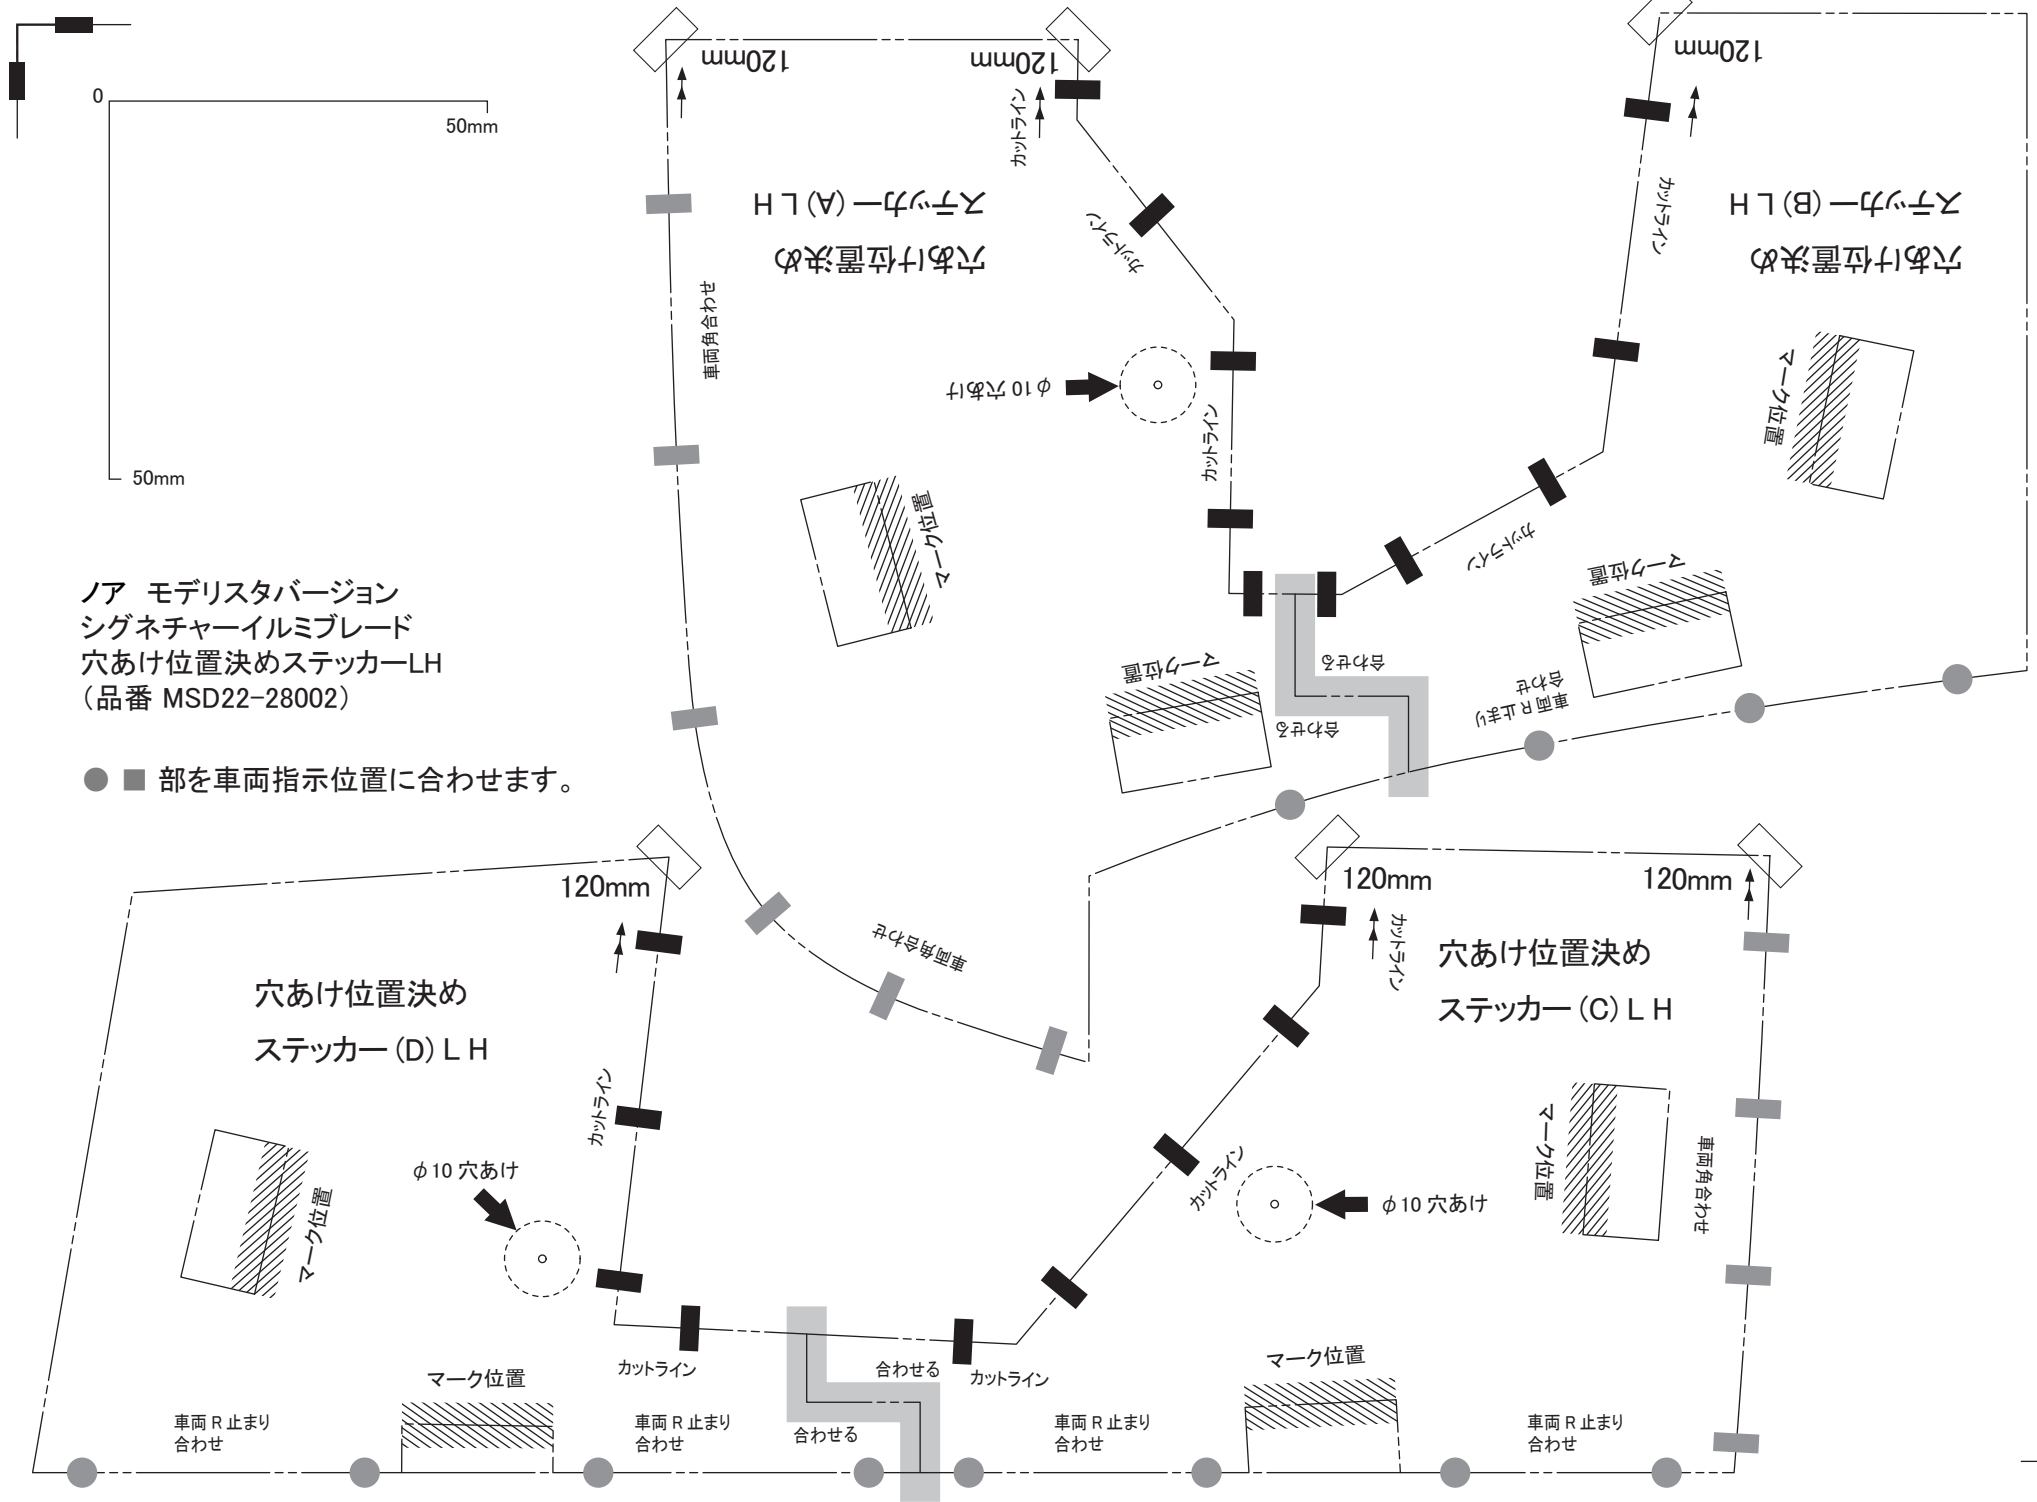 0
50mm
50mm
ノア モデリスタバージョン
シグネチャーイルミブレード
穴あけ位置決めステッカーLH
（品番 MSD22-28002）
● ■ 部を車両指示位置に合わせます。
120mm
120mm
カットライン
穴あけ位置決め
ステッカー (A) L H
車両角合わせ
カットライン
φ10 穴あけ
カットライン
マーク位置
マーク位置
合わせる
合わせる
車両角合わせ
120mm
カットライン
穴あけ位置決め
ステッカー (B) L H
マーク位置
カットライン
マーク位置
車両 R 止まり
合わせ
120mm
穴あけ位置決め
ステッカー (D) L H
カットライン
φ10 穴あけ
マーク位置
カットライン
マーク位置
車両 R 止まり
合わせ
車両 R 止まり
合わせ
合わせる
合わせる
120mm
120mm
カットライン
穴あけ位置決め
ステッカー (C) L H
マーク位置
車両角合わせ
カットライン
φ10 穴あけ
カットライン
マーク位置
車両 R 止まり
合わせ
車両 R 止まり
合わせ